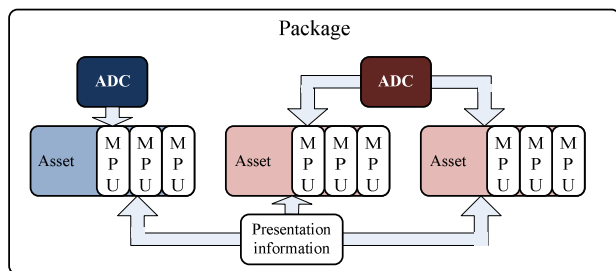 Package
ADC
ADC
Asset
M P U
M P U
M P U
Asset
M P U
M P U
M P U
Asset
M P U
M P U
M P U
Presentation
information